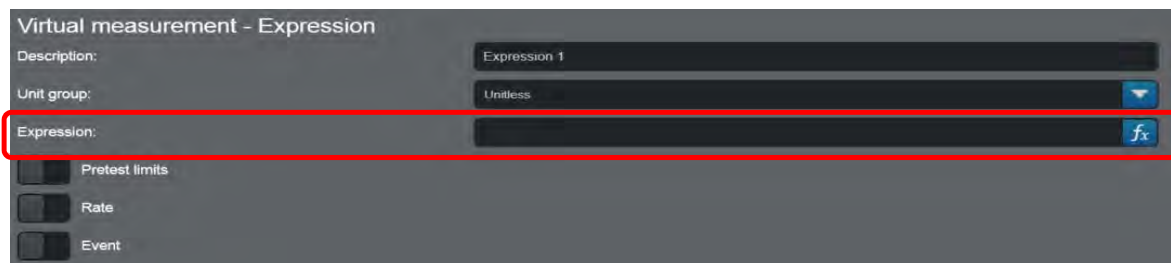 Virtual measurement - Expression
Description: Expression 1
Unit group: Unitless
Expression: fx
Pretest limits
Rate
Event